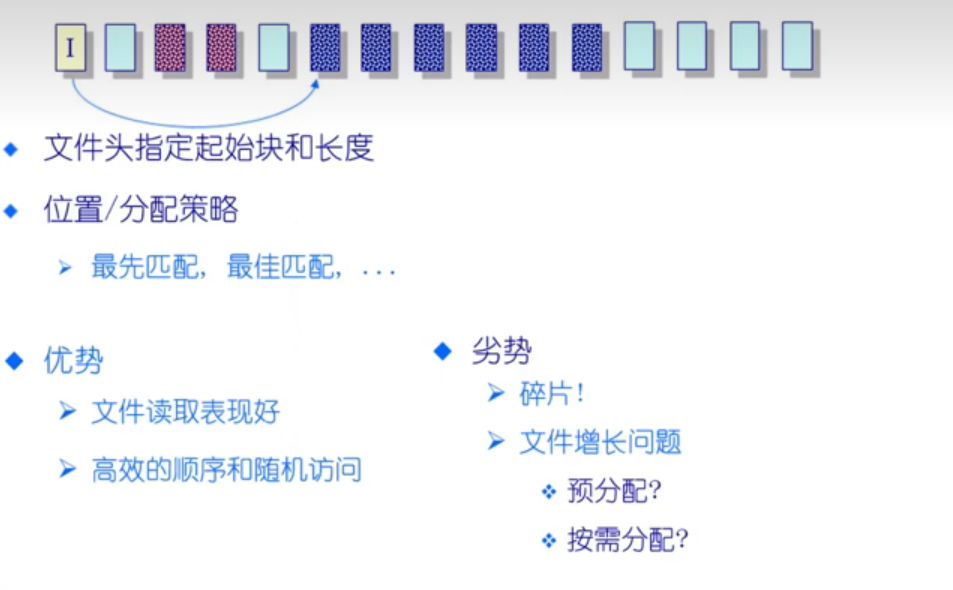 I
文件头指定起始块和长度
位置/分配策略
最先匹配, 最佳匹配, ...
优势
文件读取表现好
高效的顺序和随机访问
劣势
碎片!
文件增长问题
预分配?
按需分配?